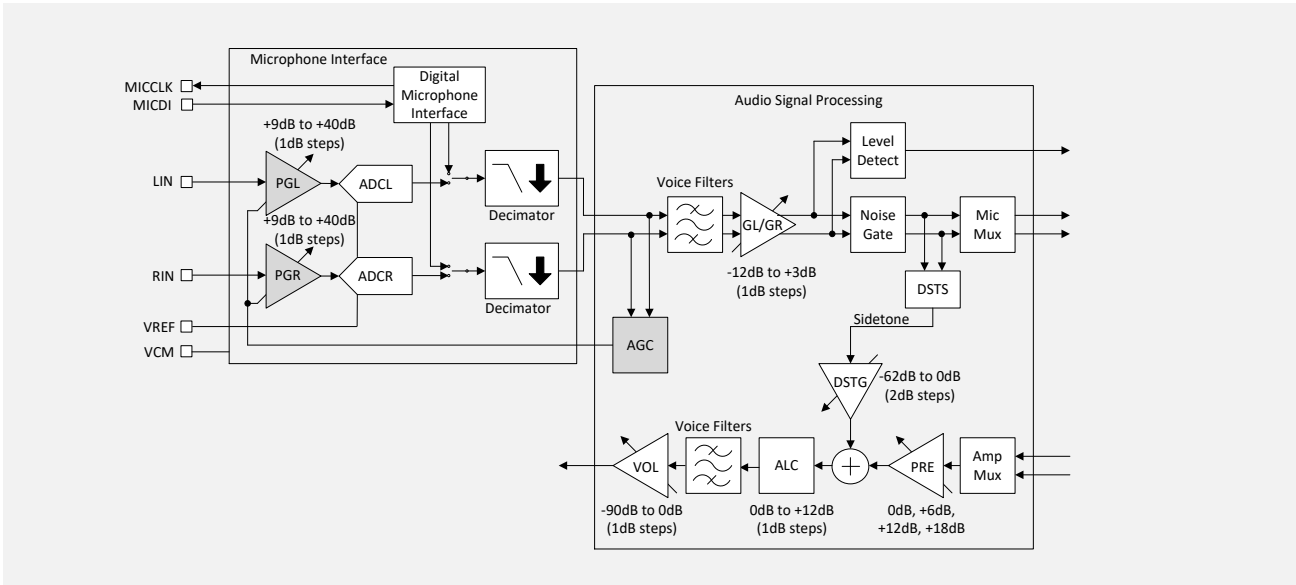 Microphone Interface
MICCLK
MICDI
Digital
Microphone
Interface
Audio Signal Processing
+9dB to +40dB
(1dB steps)
LIN
PGL
ADCL
Decimator
+9dB to +40dB
(1dB steps)
RIN
PGR
ADCR
Decimator
VREF
VCM
AGC
Voice Filters
GL/GR
-12dB to +3dB
(1dB steps)
Level
Detect
Noise
Gate
Mic
Mux
DSTS
Sidetone
DSTG
-62dB to 0dB
(2dB steps)
Voice Filters
VOL
-90dB to 0dB
(1dB steps)
ALC
0dB to +12dB
(1dB steps)
PRE
0dB, +6dB,
+12dB, +18dB
Amp
Mux